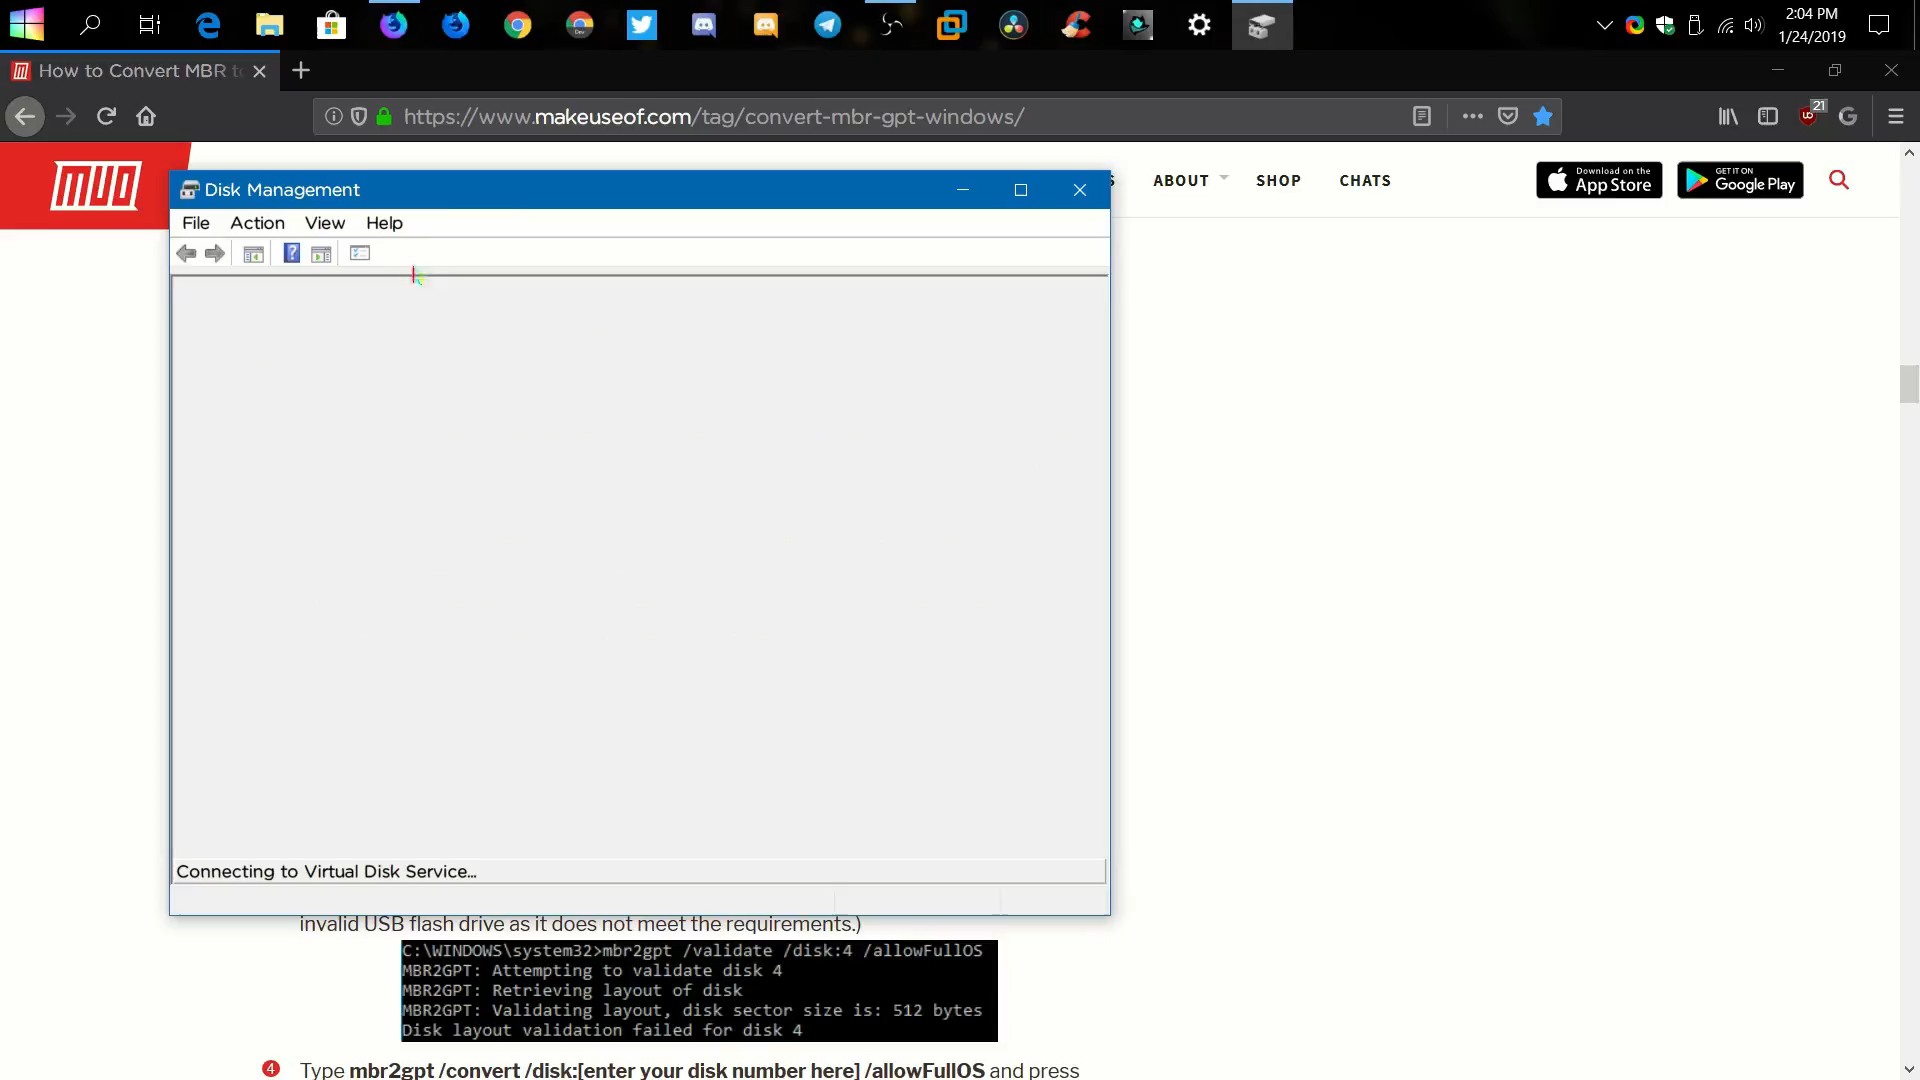 2:04 PM
1/24/2019
How to Convert MBR to
https://www.makeuseof.com/tag/convert-mbr-gpt-windows/
21
MUO
S
ABOUT
SHOP
CHATS
Download on the
App Store
GET IT ON
Google Play
Disk Management
File
Action
View
Help
Connecting to Virtual Disk Service...
invalid USB flash drive as it does not meet the requirements.)
C:\WINDOWS\system32>mbr2gpt /validate /disk:4 /allowFullOS
MBR2GPT: Attempting to validate disk 4
MBR2GPT: Retrieving layout of disk
MBR2GPT: Validating layout, disk sector size is: 512 bytes
Disk layout validation failed for disk 4
4 Type mbr2gpt /convert /disk:[enter your disk number here] /allowFullOS and press